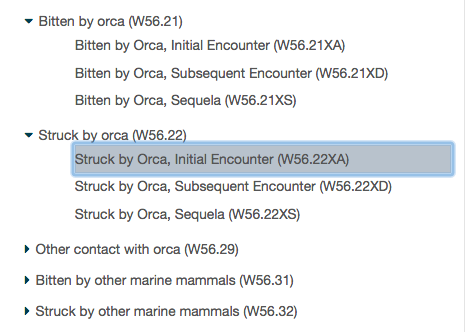 Bitten by orca (W56.21)
Bitten by Orca, Initial Encounter (W56.21XA)
Bitten by Orca, Subsequent Encounter (W56.21XD)
Bitten by Orca, Sequela (W56.21XS)
Struck by orca (W56.22)
Struck by Orca, Initial Encounter (W56.22XA)
Struck by Orca, Subsequent Encounter (W56.22XD)
Struck by Orca, Sequela (W56.22XS)
Other contact with orca (W56.29)
Bitten by other marine mammals (W56.31)
Struck by other marine mammals (W56.32)